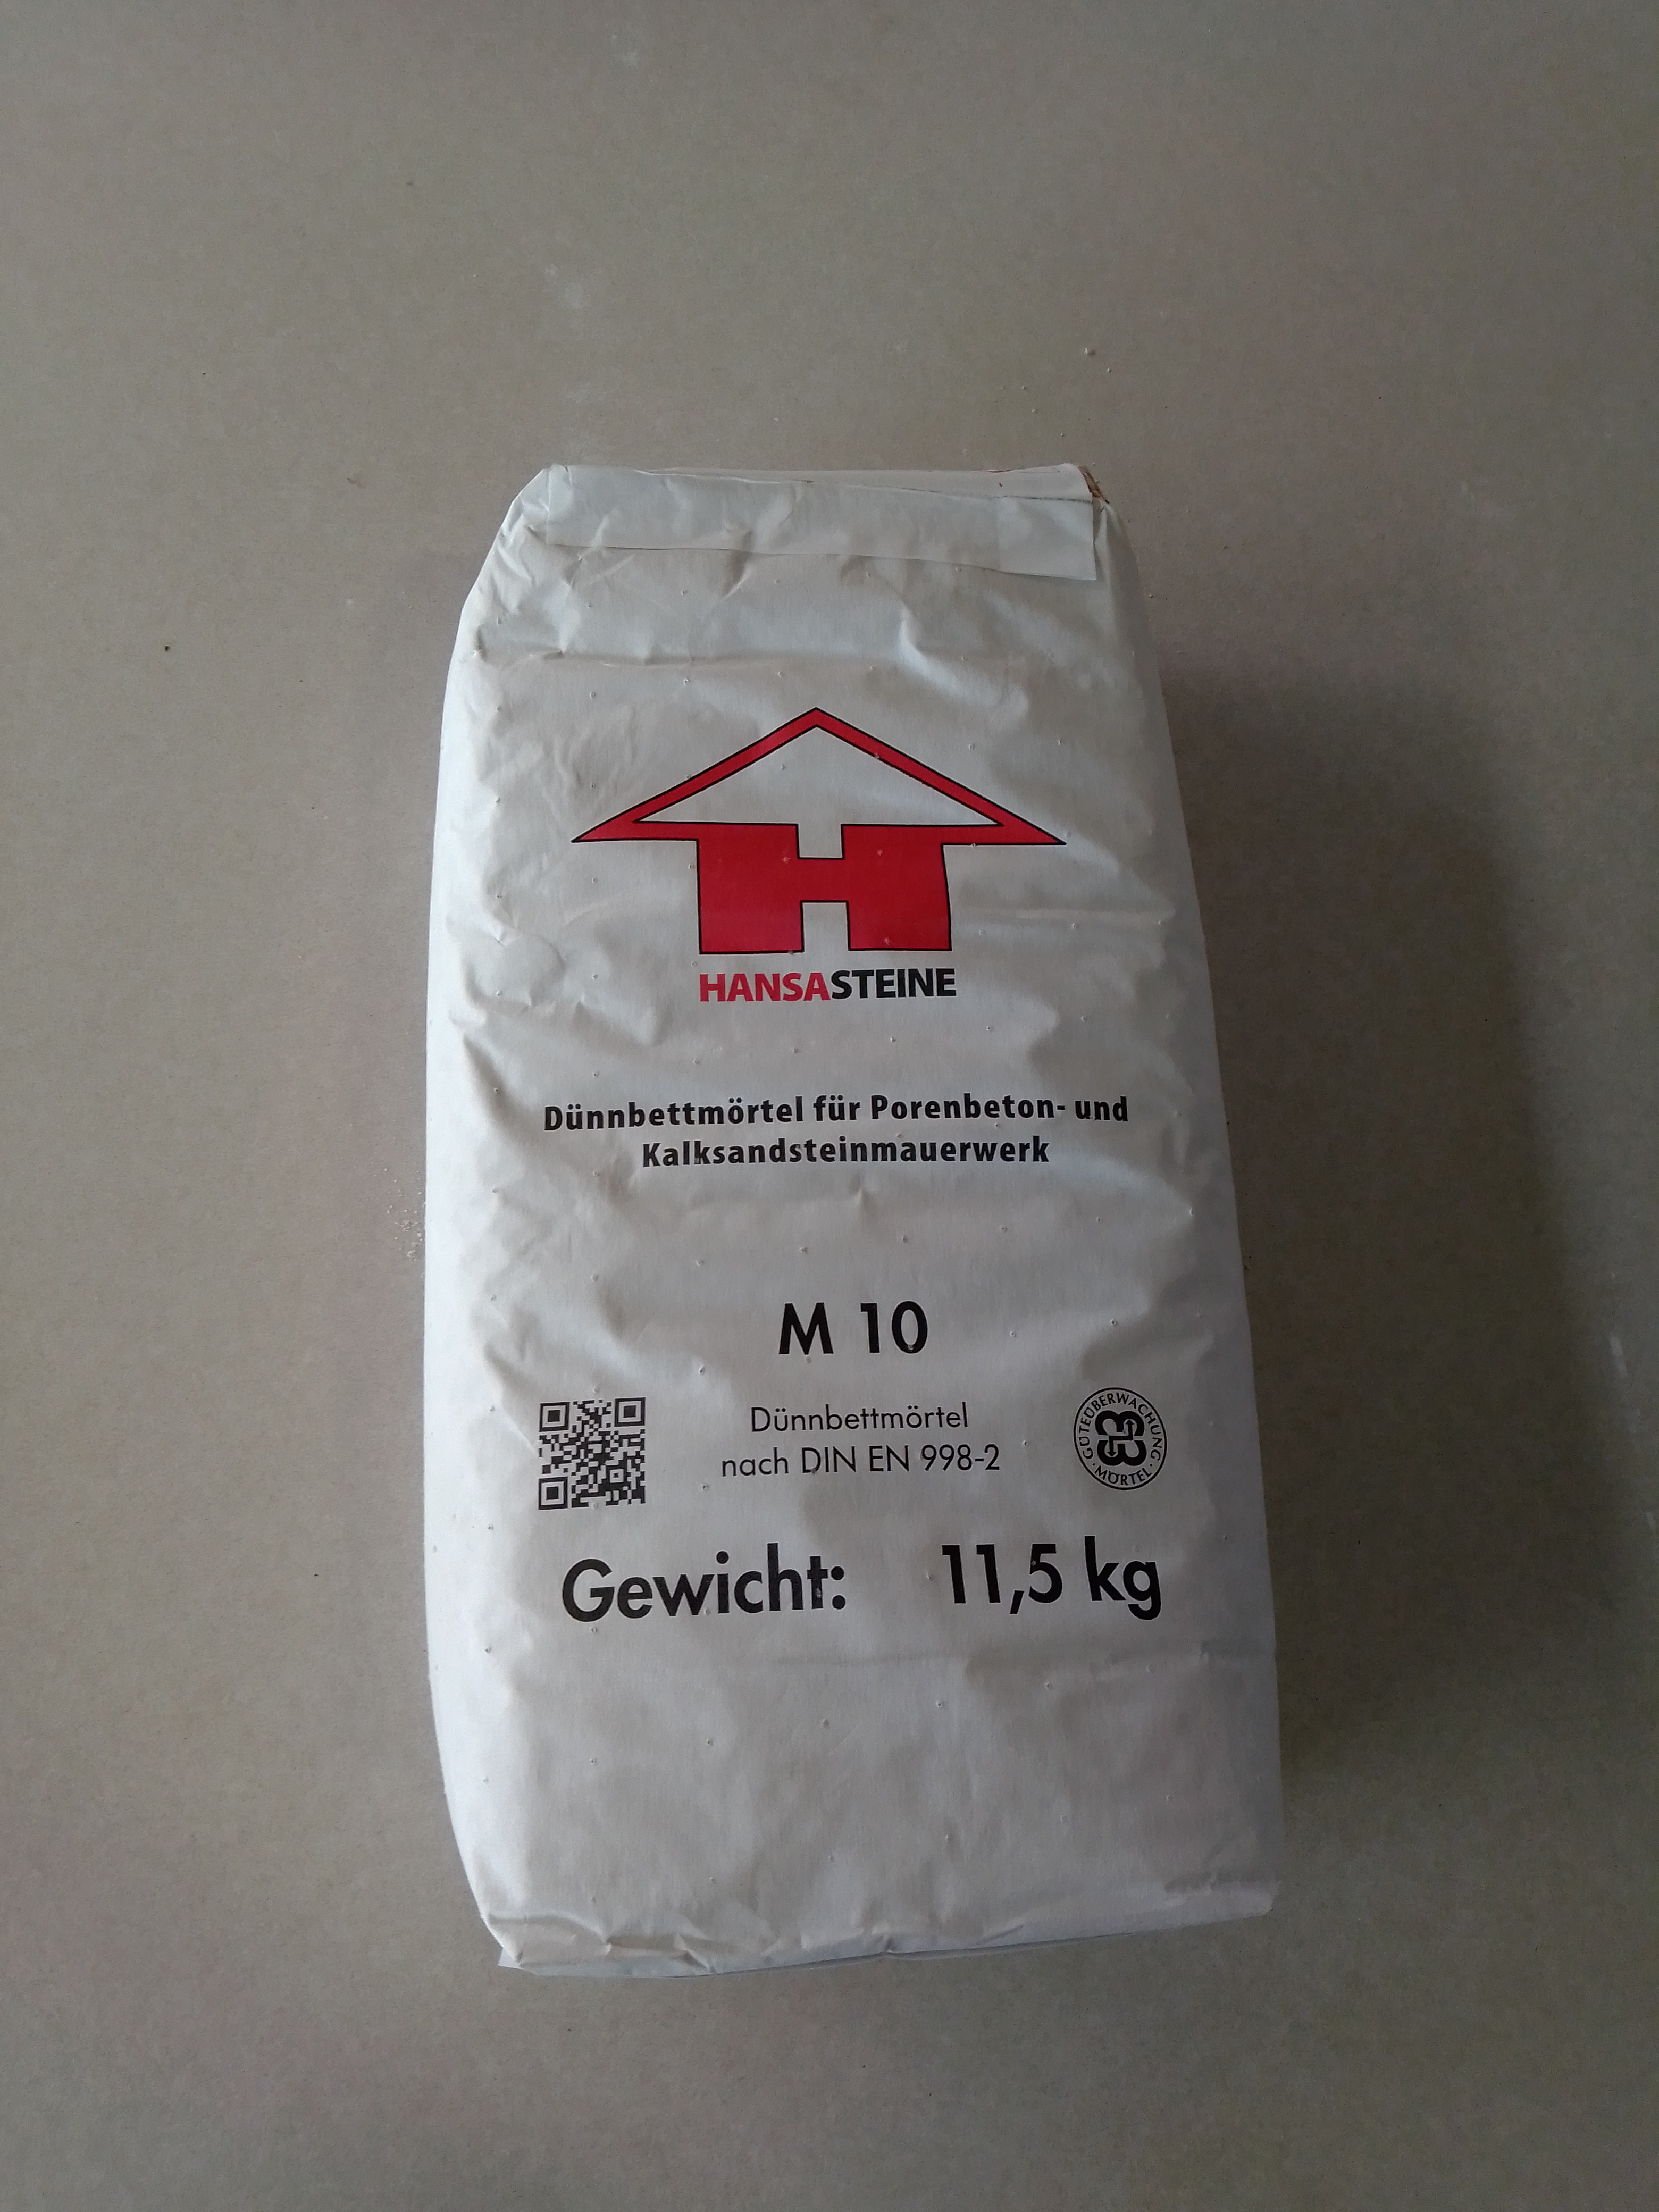 HANSASTEINE
Dünnbettmörtel für Porenbeton- und
Kalksandsteinmauerwerk
M 10
Dünnbettmörtel
nach DIN EN 998-2
GÜTEÜBERWACHUNG
· MÖRTEL ·
Gewicht: 11,5 kg